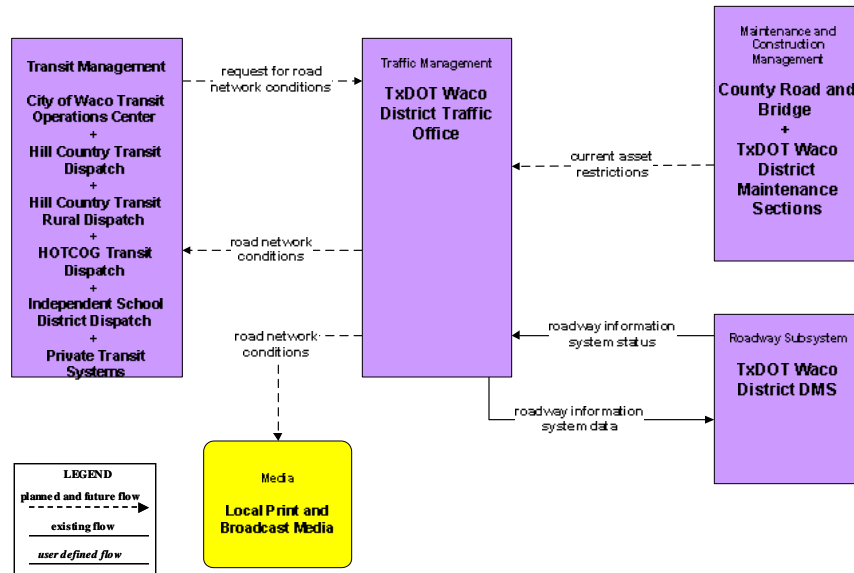 Transit Management
City of Waco Transit
Operations Center
+
Hill Country Transit
Dispatch
+
Hill Country Transit
Rural Dispatch
+
HOTCOG Transit
Dispatch
+
Independent School
District Dispatch
+
Private Transit
Systems
request for road
network conditions
road network
conditions
road network
conditions
Traffic Management
TxDOT Waco
District Traffic
Office
current asset
restrictions
roadway information
system status
roadway information
system data
Maintenance and
Construction
Management
County Road and
Bridge
+
TxDOT Waco
District
Maintenance
Sections
Roadway Subsystem
TxDOT Waco
District DMS
Media
Local Print and
Broadcast Media
LEGEND
planned and future flow
existing flow
user defined flow